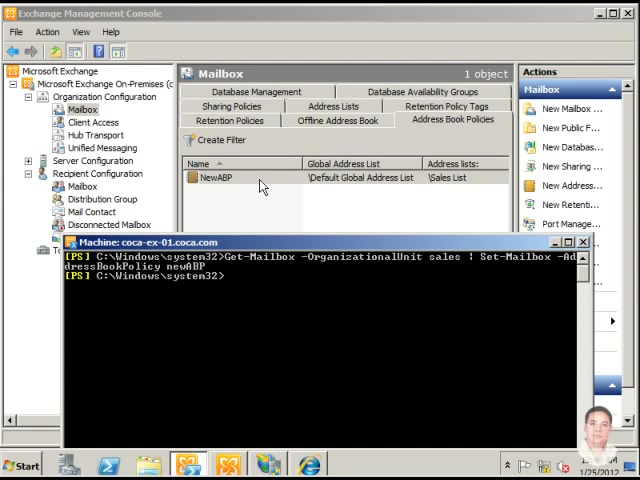 Exchange Management Console
File Action View Help
Microsoft Exchange
Microsoft Exchange On-Premises (c
Organization Configuration
Mailbox
Client Access
Hub Transport
Unified Messaging
Server Configuration
Recipient Configuration
Mailbox
Distribution Group
Mail Contact
Disconnected Mailbox
Mailbox 1 object
Database Management Database Availability Groups
Sharing Policies Address Lists Retention Policy Tags
Retention Policies Offline Address Book Address Book Policies
Create Filter
Name Global Address List Address lists:
NewABP \Default Global Address List \Sales List
Actions
Mailbox
New Mailbox ...
New Public F...
New Databas...
New Sharing ...
New Address...
New Retenti...
Port Manage...
Machine: coca-ex-01.coca.com
[PS] C:\Windows\system32>Get-Mailbox -OrganizationalUnit sales | Set-Mailbox -Ad
dressBookPolicy newABP
[PS] C:\Windows\system32>
Start
1/25/2012